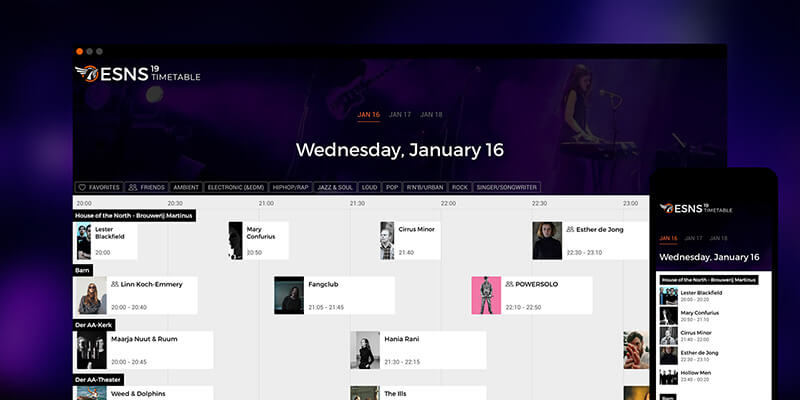 ESNS 19
TIMETABLE
JAN 16 JAN 17 JAN 18
Wednesday, January 16
FAVORITES FRIENDS AMBIENT ELECTRONIC (&EDM) HIPHOP/RAP JAZZ & SOUL LOUD POP R'N'B/URBAN ROCK SINGER/SONGWRITER
20:00 20:30 21:00 21:30 22:00 22:30 23:00
House of the North - Brouwerij Martinus
Lester
Blackfield
20:00
Mary
Confurius
20:50
Cirrus Minor
21:40
Esther de Jong
22:30 - 23.10
Barn
Linn Koch-Emmery
20:00 - 20:40
Fangclub
21:05 - 21:45
POWERSOLO
22:10 - 22:50
Der AA-Kerk
Maarja Nuut & Ruum
20:00 - 20:45
Hania Rani
21:30 - 22:15
Der AA-Theater
Weed & Dolphins
The Ills
ESNS 19
TIMETABLE
JAN 16 JAN 17 JAN 18
Wednesday, January 16
House of the North - Brouwerij Martinus
Lester Blackfield
20:00 - 20:20
Mary Confurius
20:50 - 21.10
Cirrus Minor
21:40 - 22:00
Esther de Jong
22:30 - 23:10
Hollow Men
23:40 - 00:20
Barn